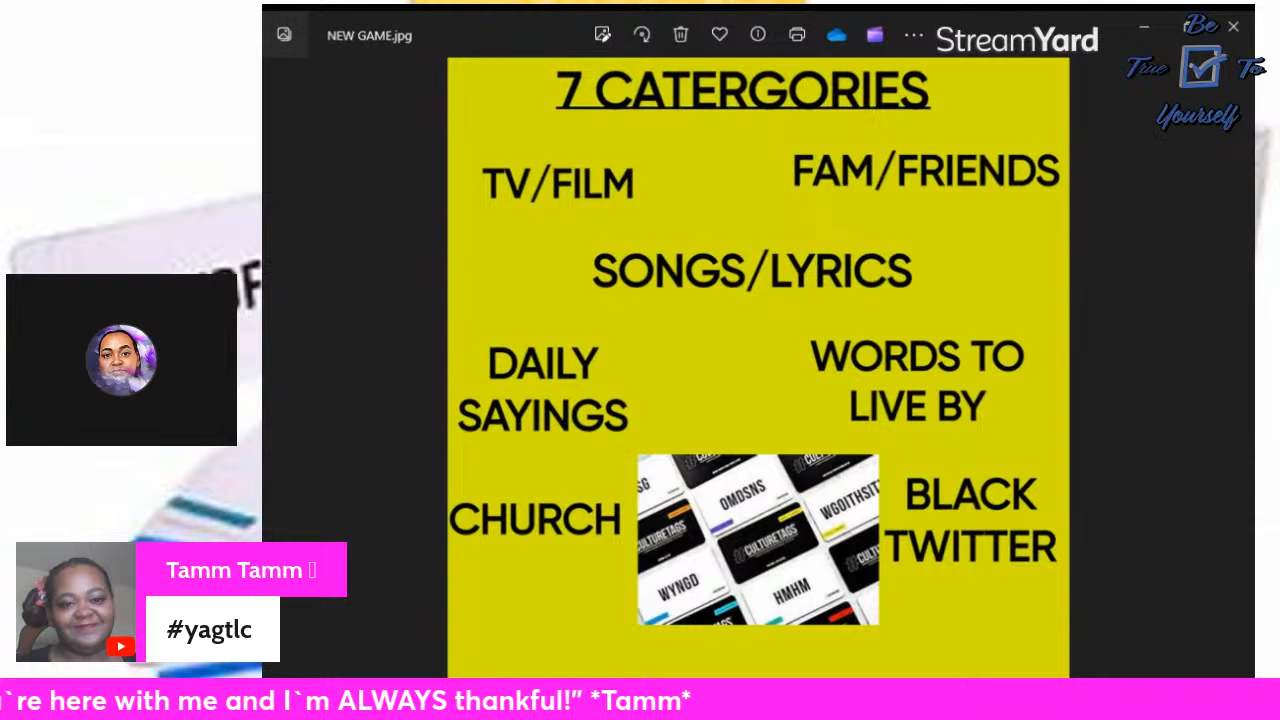 NEW GAME.jpg
StreamYard
Be
True To
Yourself
7 CATERGORIES
TV/FILM
FAM/FRIENDS
SONGS/LYRICS
DAILY
SAYINGS
WORDS TO
LIVE BY
CHURCH
BLACK
TWITTER
SG
OMDSNS
WGOITHSIT
CULTURETAGS
#CULTURETAGS
WYNGD
HMHM
Tamm Tamm
#yagtlc
're here with me and I`m ALWAYS thankful!” *Tamm*